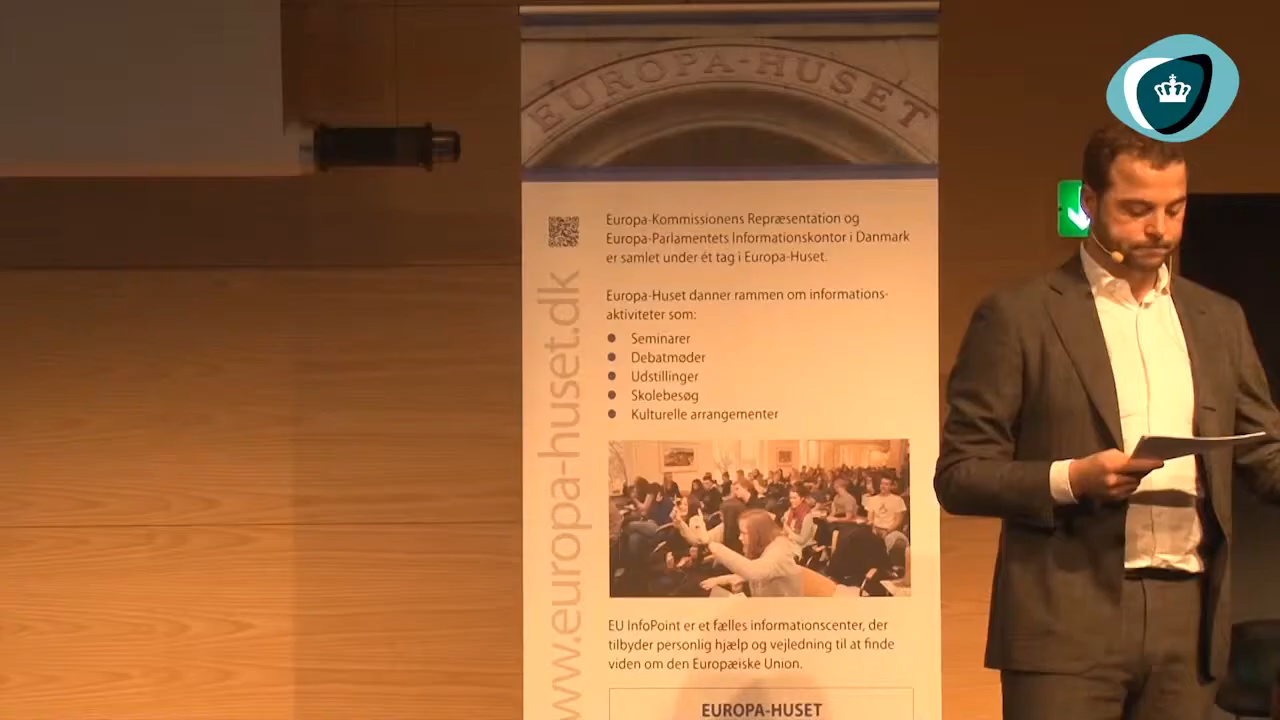 EUROPA-HUSET
Europa-Kommissionens Repræsentation og
Europa-Parlamentets Informationskontor i Danmark
er samlet under ét tag i Europa-Huset.
Europa-Huset danner rammen om informations-
aktiviteter som:
Seminarer
Debatmøder
Udstillinger
Skolebesøg
Kulturelle arrangementer
EU InfoPoint er et fælles informationscenter, der
tilbyder personlig hjælp og vejledning til at finde
viden om den Europæiske Union.
EUROPA-HUSET
ww.europa-huset.dk